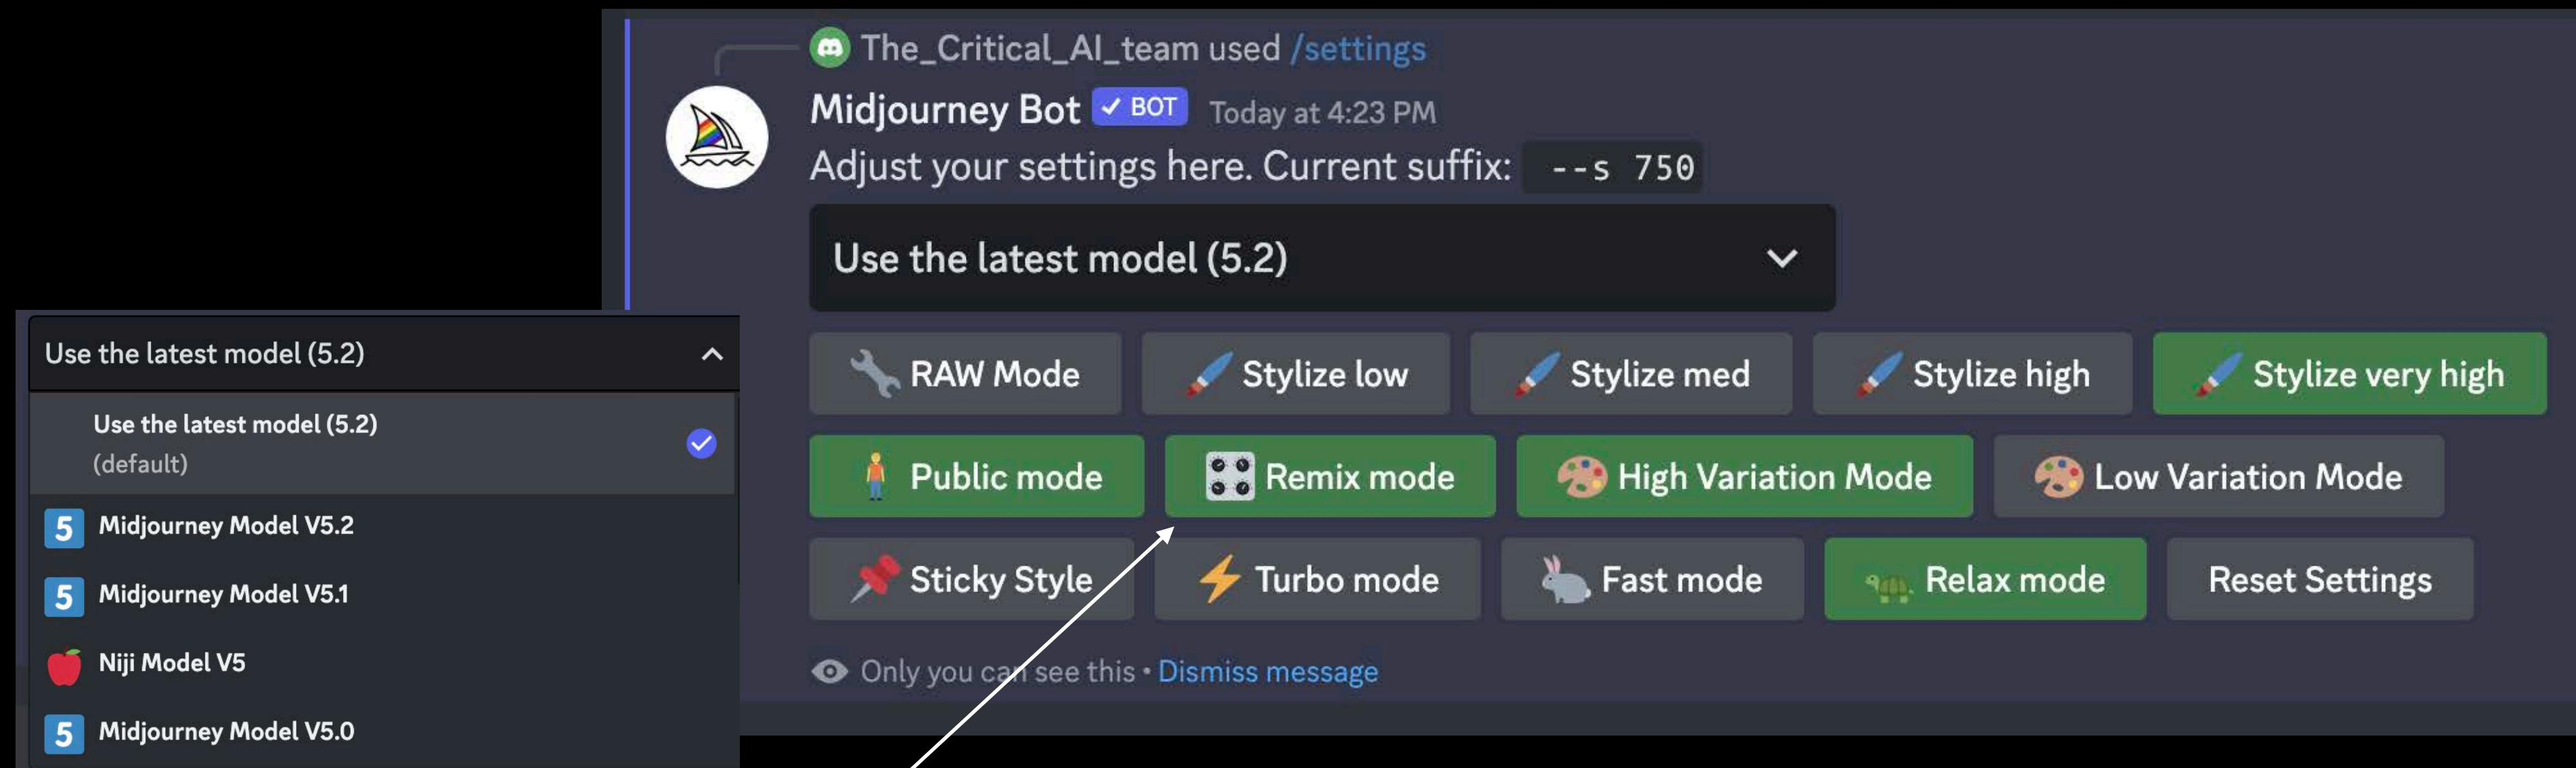 The_Critical_AI_team used /settings
Midjourney Bot ✓ BOT Today at 4:23 PM
Adjust your settings here. Current suffix: --s 750
Use the latest model (5.2)
RAW Mode Stylize low Stylize med Stylize high Stylize very high
Public mode Remix mode High Variation Mode Low Variation Mode
Sticky Style Turbo mode Fast mode Relax mode Reset Settings
Only you can see this • Dismiss message
Use the latest model (5.2)
Use the latest model (5.2)
(default)
5 Midjourney Model V5.2
5 Midjourney Model V5.1
Niji Model V5
5 Midjourney Model V5.0